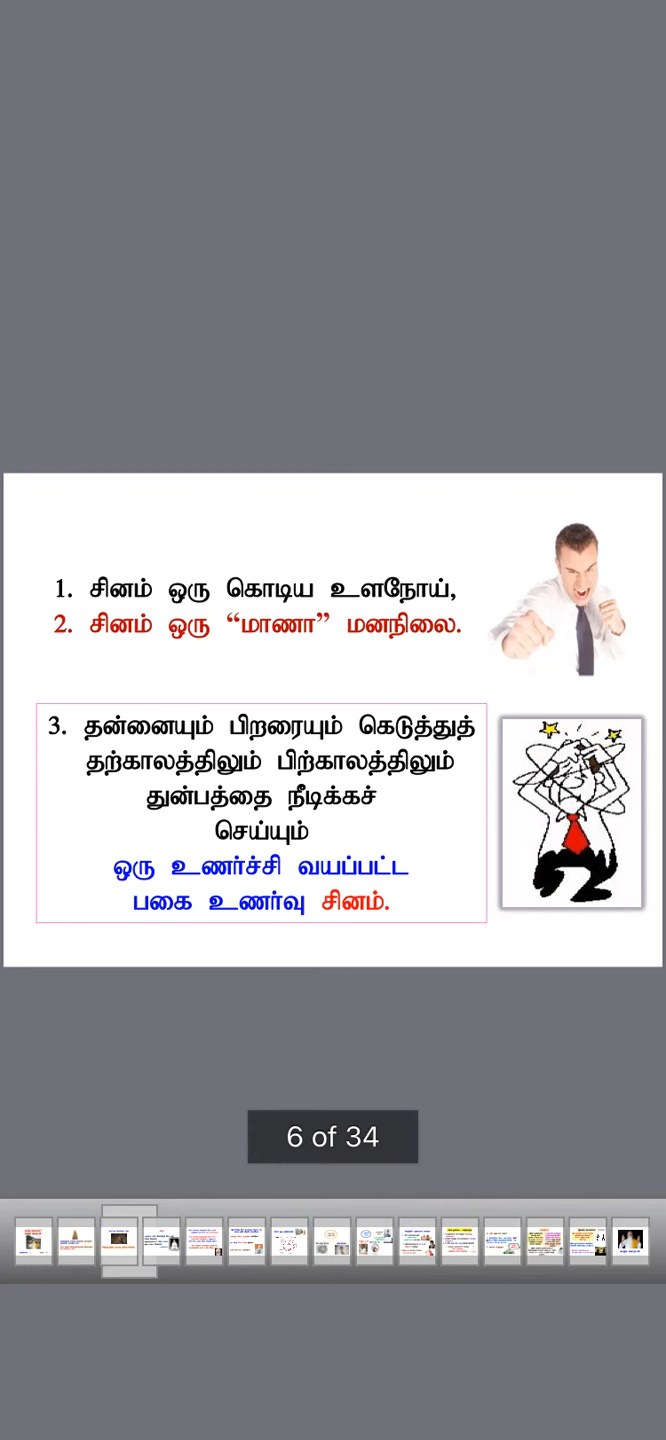 1. சினம் ஒரு கொடிய உளநோய்,
2. சினம் ஒரு “மாணா” மனநிலை.
3. தன்னையும் பிறரையும் கெடுத்துத்
தற்காலத்திலும் பிற்காலத்திலும்
துன்பத்தை நீடிக்கச்
செய்யும்
ஒரு உணர்ச்சி வயப்பட்ட
பகை உணர்வு சினம்.
6 of 34